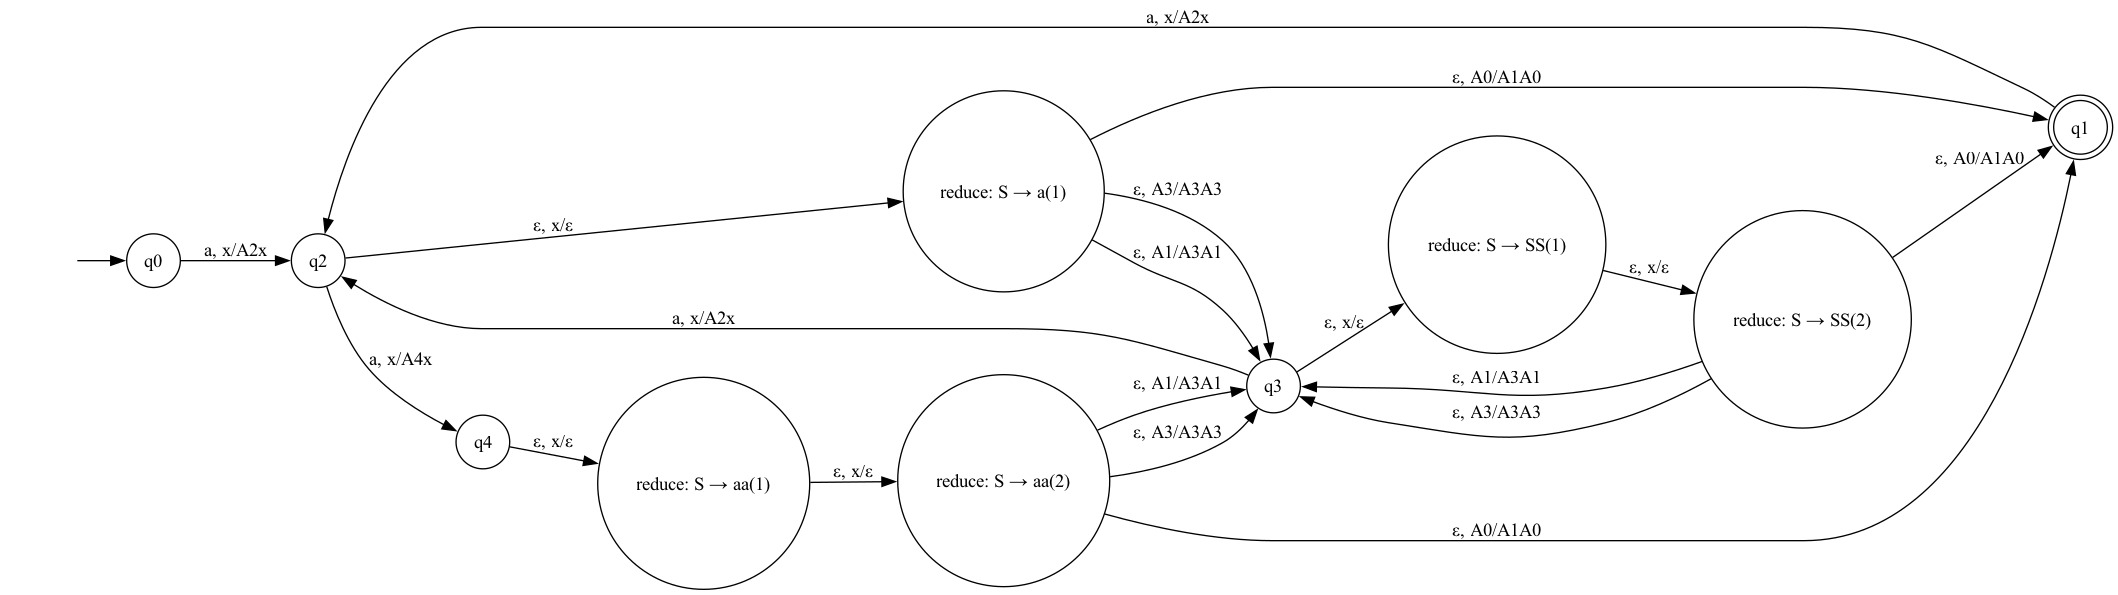 a, x/A2x
ε, A0/A1A0
q1
ε, A0/A1A0
reduce: S → a(1)
ε, A3/A3A3
ε, x/ε
reduce: S → SS(1)
q0
a, x/A2x
q2
ε, A1/A3A1
ε, x/ε
reduce: S → SS(2)
a, x/A2x
ε, x/ε
a, x/A4x
q3
ε, A1/A3A1
ε, A1/A3A1
ε, A3/A3A3
ε, A3/A3A3
q4
ε, x/ε
reduce: S → aa(1)
ε, x/ε
reduce: S → aa(2)
ε, A0/A1A0